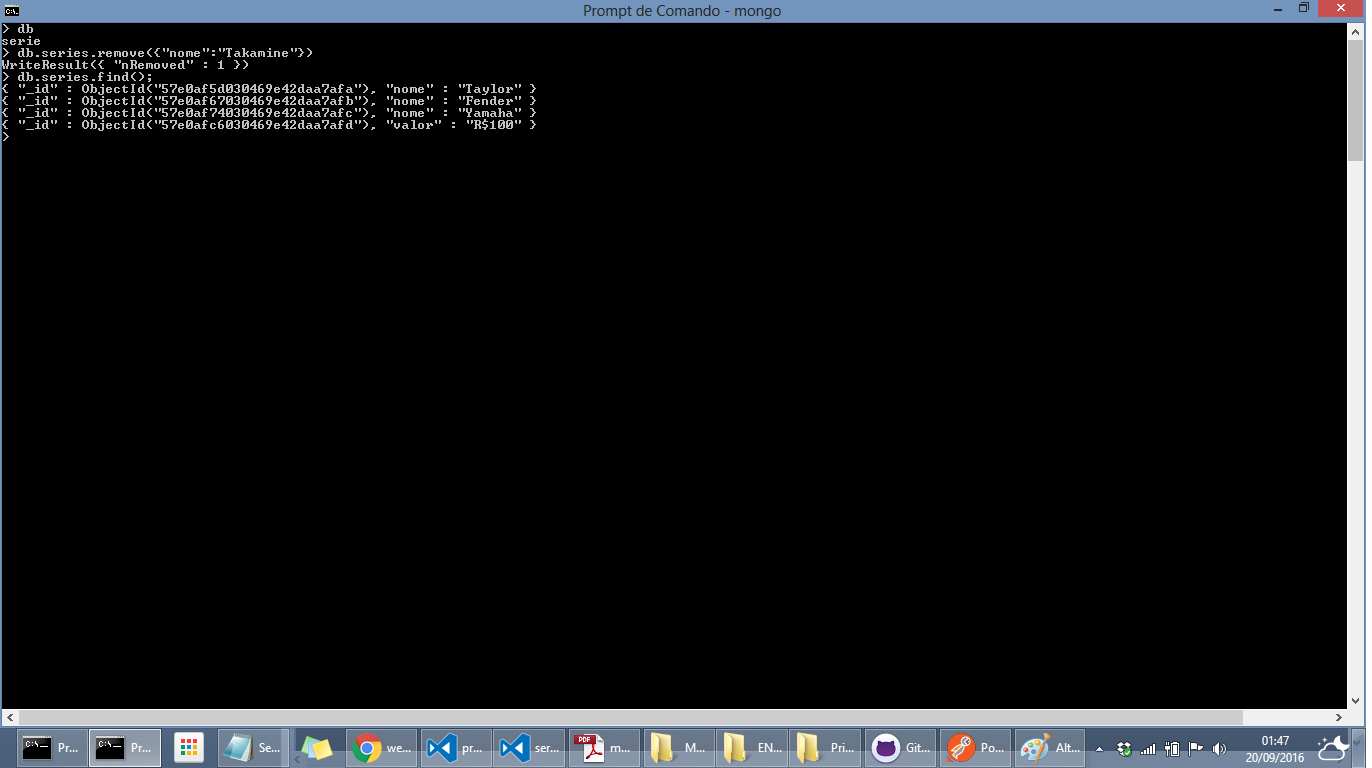 Prompt de Comando - mongo
> db
serie
> db.series.remove({"nome":"Takamine"})
WriteResult({ "nRemoved" : 1 })
> db.series.find();
{ "_id" : ObjectId("57e0af5d030469e42daa7afa"), "nome" : "Taylor" }
{ "_id" : ObjectId("57e0af67030469e42daa7afb"), "nome" : "Fender" }
{ "_id" : ObjectId("57e0af74030469e42daa7afc"), "nome" : "Yamaha" }
{ "_id" : ObjectId("57e0afc6030469e42daa7afd"), "valor" : "R$100" }
>
Pr... Pr... Se... we... pr... ser... PDF m... M... EN... Pri... Git... Po... Alt... 01:47
20/09/2016